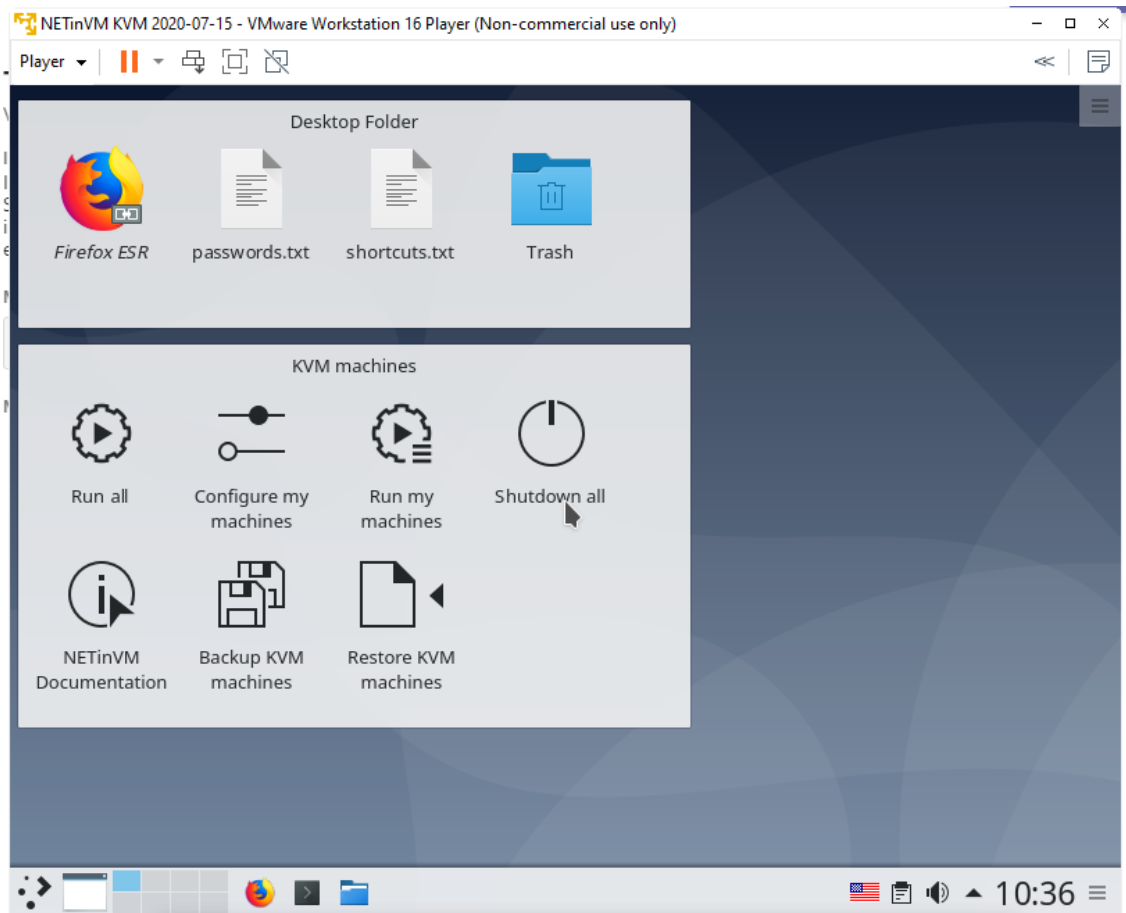 NETinVM KVM 2020-07-15 - VMware Workstation 16 Player (Non-commercial use only)
Player
Desktop Folder
Firefox ESR
passwords.txt
shortcuts.txt
Trash
KVM machines
Run all
Configure my
machines
Run my
machines
Shutdown all
NETinVM
Documentation
Backup KVM
machines
Restore KVM
machines
10:36